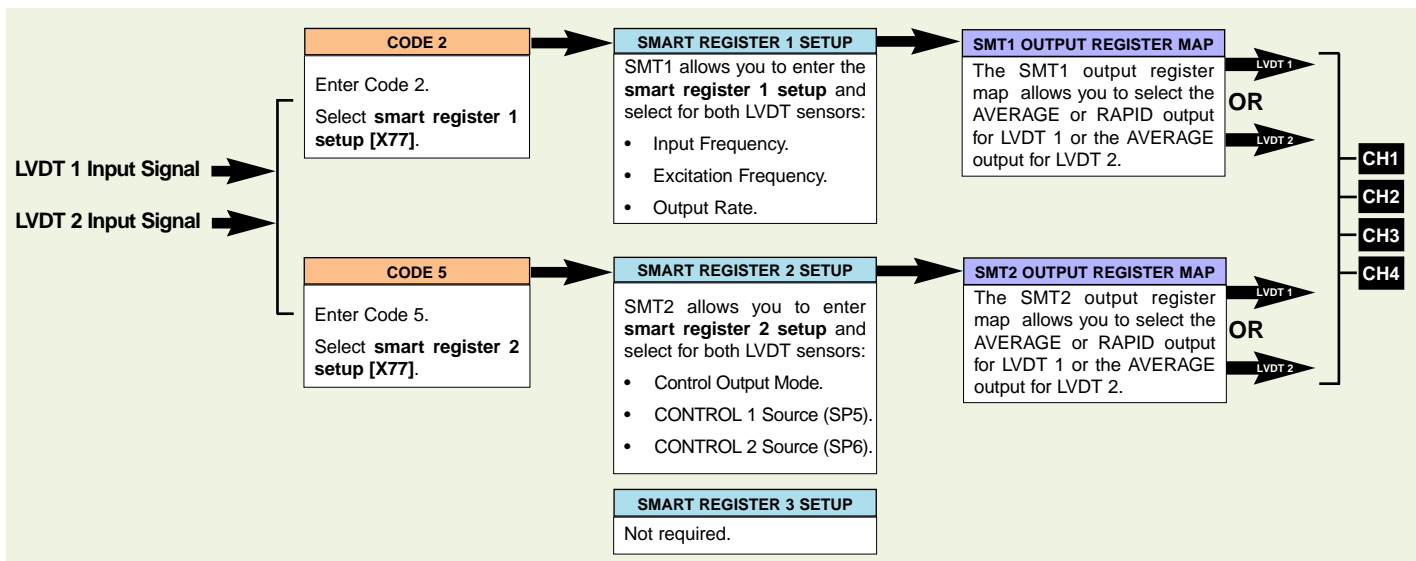 LVDT 1 Input Signal
LVDT 2 Input Signal
CODE 2
Enter Code 2.
Select smart register 1
setup [X77].
SMART REGISTER 1 SETUP
SMT1 allows you to enter the
smart register 1 setup and
select for both LVDT sensors:
• Input Frequency.
• Excitation Frequency.
• Output Rate.
SMT1 OUTPUT REGISTER MAP
The SMT1 output register
map allows you to select the
AVERAGE or RAPID output
for LVDT 1 or the AVERAGE
output for LVDT 2.
LVDT 1
OR
LVDT 2
CODE 5
Enter Code 5.
Select smart register 2
setup [X77].
SMART REGISTER 2 SETUP
SMT2 allows you to enter
smart register 2 setup and
select for both LVDT sensors:
• Control Output Mode.
• CONTROL 1 Source (SP5).
• CONTROL 2 Source (SP6).
SMT2 OUTPUT REGISTER MAP
The SMT2 output register
map allows you to select the
AVERAGE or RAPID output
for LVDT 1 or the AVERAGE
output for LVDT 2.
LVDT 1
OR
LVDT 2
SMART REGISTER 3 SETUP
Not required.
CH1
CH2
CH3
CH4